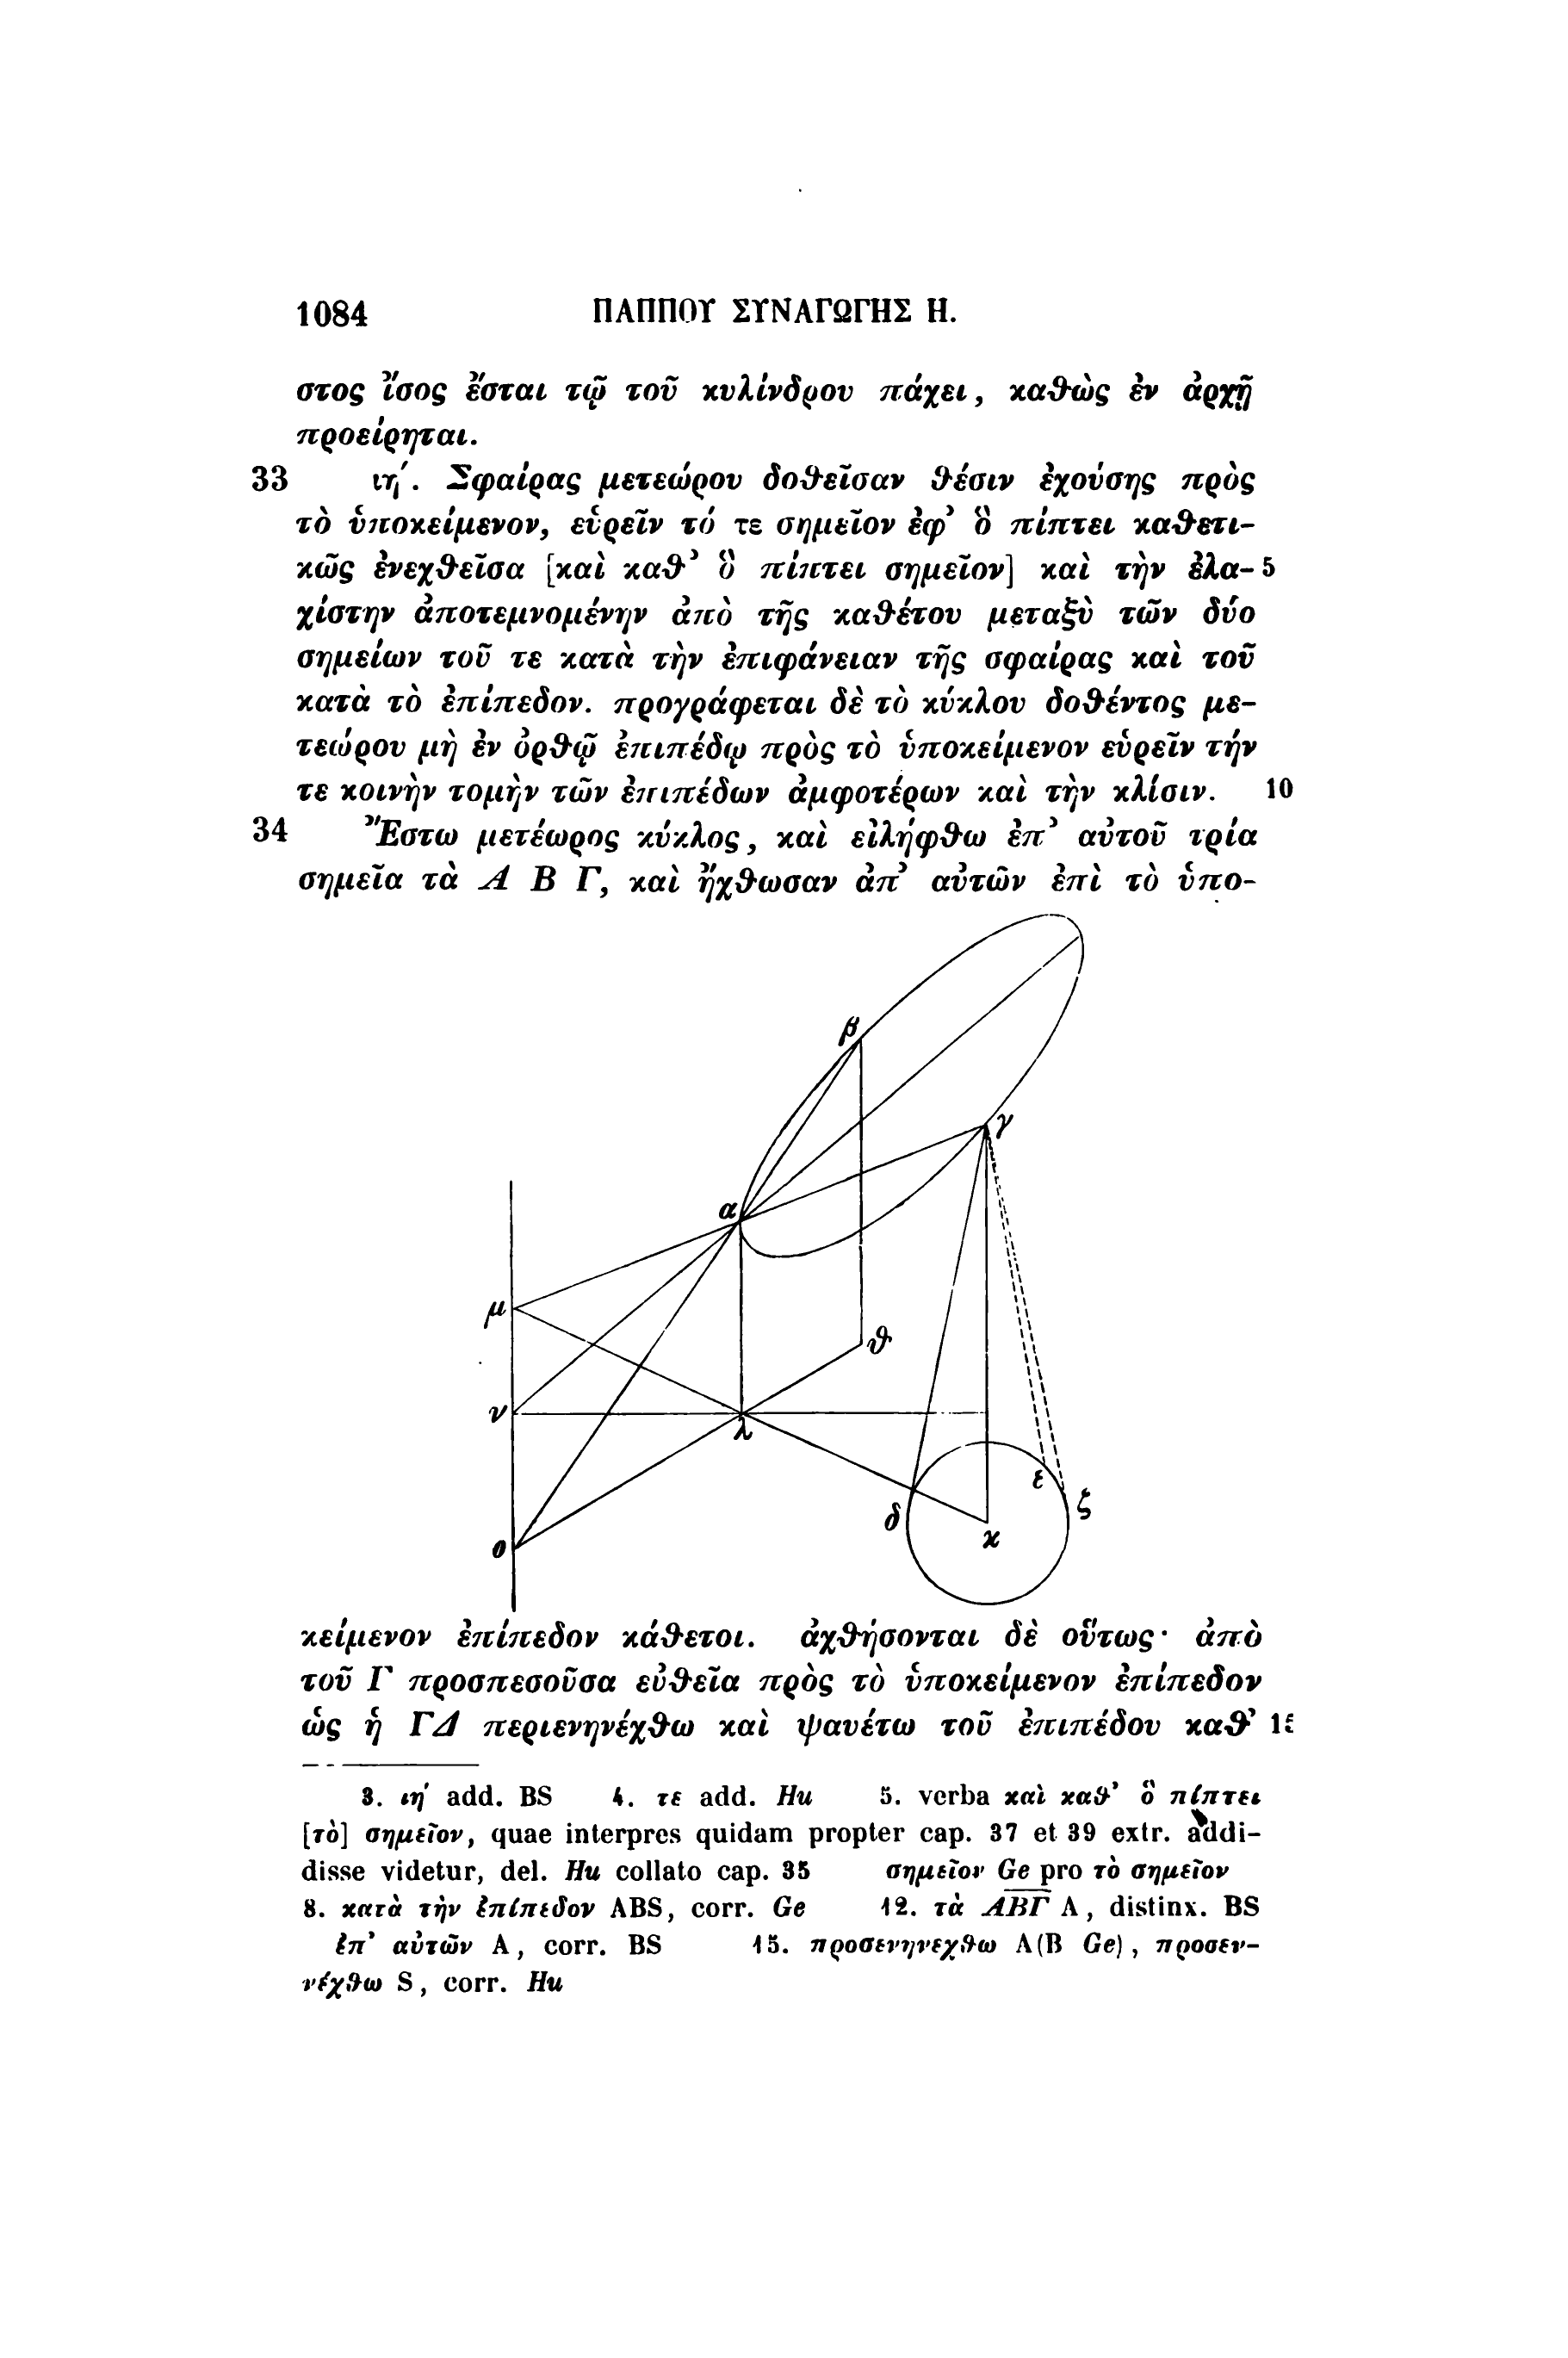 1084 ΠΑΠΠΟΥ ΣΥΝΑΓΩΓΗΣ Η.
στος ἴσος ἔσται τῷ τοῦ κυλίνδρου πάχει, καθὼς ἐν ἀρχῇ
προείρηται.
33 ιη΄. Σφαίρας μετεώρου δοθεῖσαν θέσιν ἐχούσης πρὸς
τὸ ὑποκείμενον, εὑρεῖν τό τε σημεῖον ἐφ᾽ ὃ πίπτει καθετι-
κῶς ἐνεχθεῖσα [καὶ καθ᾽ ὃ πίπτει σημεῖον] καὶ τὴν ἐλα- 5
χίστην ἀποτεμνομένην ἀπὸ τῆς καθέτου μεταξὺ τῶν δύο
σημείων τοῦ τε κατὰ τὴν ἐπιφάνειαν τῆς σφαίρας καὶ τοῦ
κατὰ τὸ ἐπίπεδον. προγράφεται δὲ τὸ κύκλου δοθέντος με-
τεώρου μὴ ἐν ὀρθῷ ἐπιπέδῳ πρὸς τὸ ὑποκείμενον εὑρεῖν τήν
τε κοινὴν τομὴν τῶν ἐπιπέδων ἀμφοτέρων καὶ τὴν κλίσιν. 10
34 Ἔστω μετέωρος κύκλος, καὶ εἰλήφθω ἐπ᾽ αὐτοῦ τρία
σημεῖα τὰ Α Β Γ, καὶ ἤχθωσαν ἀπ᾽ αὐτῶν ἐπὶ τὸ ὑπο-
β
γ
α
μ
θ
ν
λ
ε
ζ
δ
κ
ο
κείμενον ἐπίπεδον κάθετοι. ἀχθήσονται δὲ οὕτως· ἀπὸ
τοῦ Γ προσπεσοῦσα εὐθεῖα πρὸς τὸ ὑποκείμενον ἐπίπεδον
ὡς ἡ ΓΔ περιενηνέχθω καὶ ψαυέτω τοῦ ἐπιπέδου καθ᾽ 15
3. ιη΄ add. BS 4. τε add. Hu 5. verba καὶ καθ᾽ ὃ πίπτει
[τὸ] σημεῖον, quae interpres quidam propter cap. 37 et 39 extr. addi-
disse videtur, del. Hu collato cap. 35 σημεῖον Ge pro τὸ σημεῖον
8. κατὰ τὴν ἐπίπεδον ABS, corr. Ge 12. τὰ ΑΒΓ A, distinx. BS
ἐπ᾽ αὐτῶν A, corr. BS 15. προσενηνεχθω A(B Ge), προσεν-
νέχθω S, corr. Hu